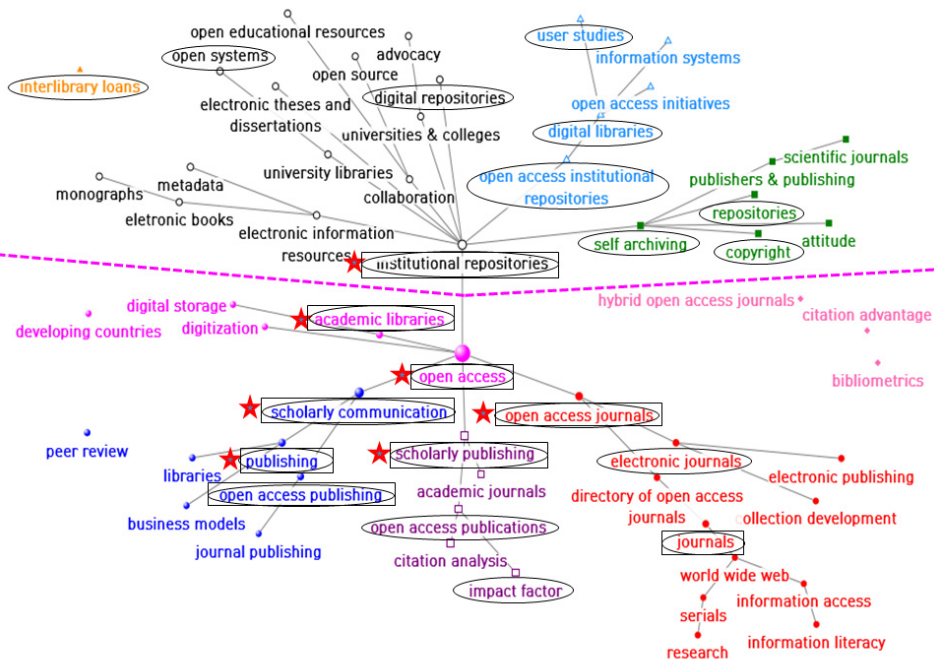 open educational resources
user studies
open systems
advocacy
information systems
open source
interlibrary loans
digital repositories
electronic theses and
dissertations
open access initiatives
universities & colleges
digital libraries
scientific journals
university libraries
open access institutional
repositories
publishers & publishing
metadata
monographs
collaboration
eletronic books
repositories
electronic information
resources
self archiving
attitude
copyright
institutional repositories
digital storage
hybrid open access journals
academic libraries
citation advantage
developing countries
digitization
open access
bibliometrics
scholarly communication
open access journals
peer review
scholarly publishing
publishing
electronic journals
libraries
electronic publishing
academic journals
open access publishing
directory of open access
journals
business models
open access publications
collection development
journal publishing
journals
citation analysis
world wide web
impact factor
information access
serials
information literacy
research